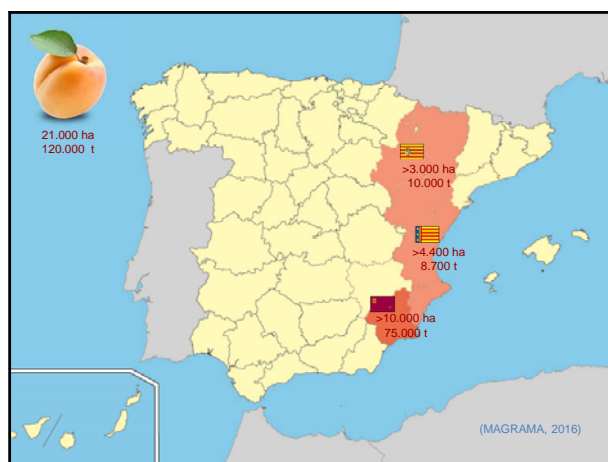 21.000 ha
120.000 t
>3.000 ha
10.000 t
>4.400 ha
8.700 t
>10.000 ha
75.000 t
(MAGRAMA, 2016)